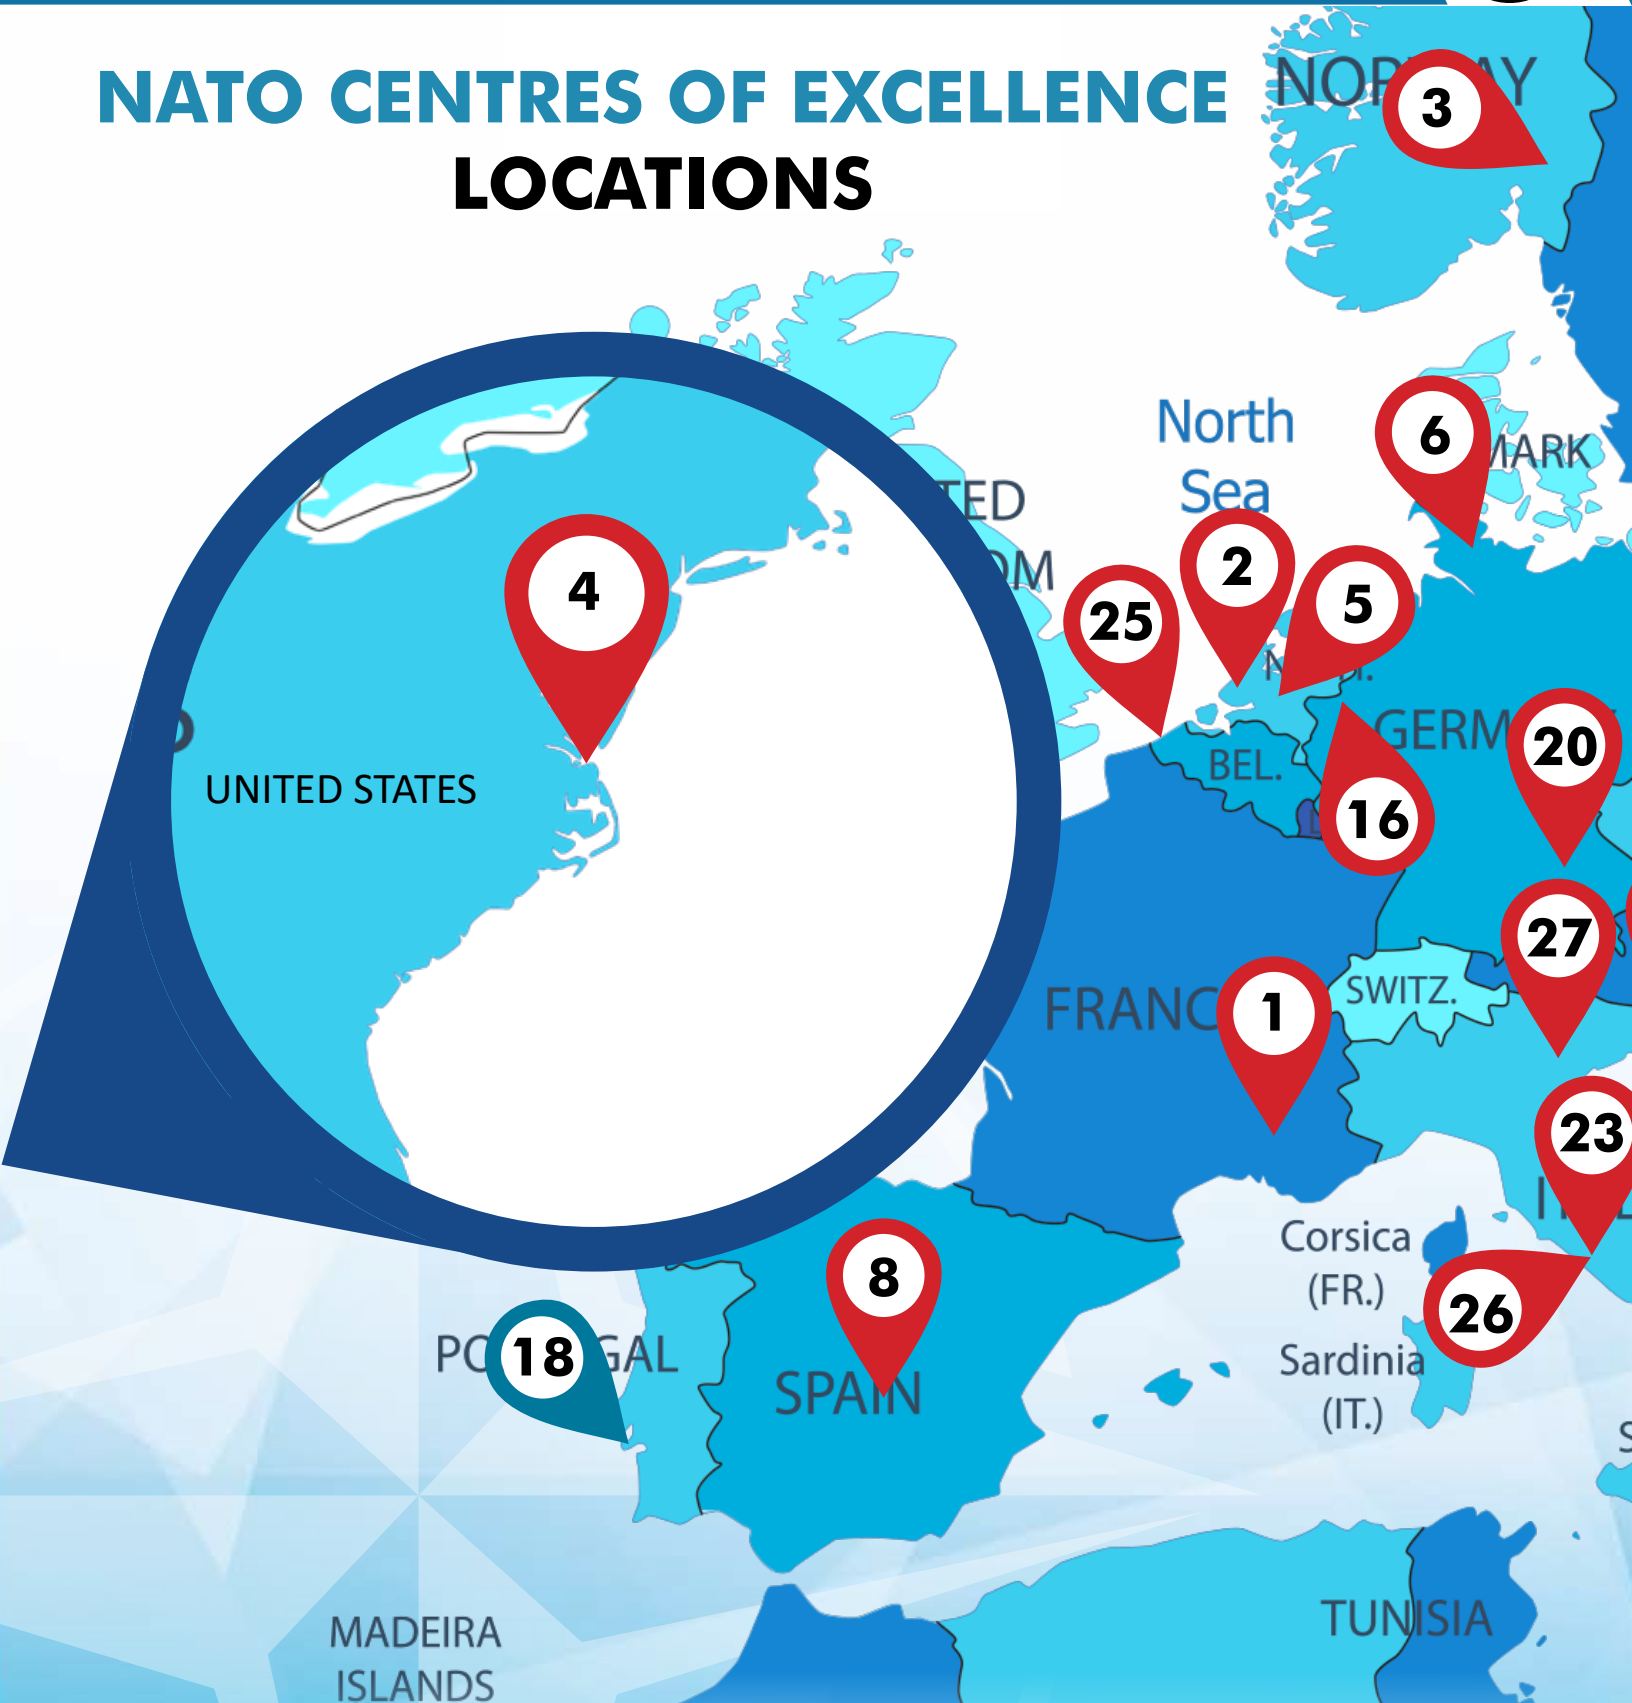 NATO CENTRES OF EXCELLENCE
LOCATIONS
3
North
Sea
6
MARK
TED
2
5
4
25
BEL.
20
UNITED STATES
16
27
SWITZ.
1
FRANC
23
Corsica
(FR.)
8
26
18
Sardinia
(IT.)
SPAIN
TUNISIA
MADEIRA
ISLANDS